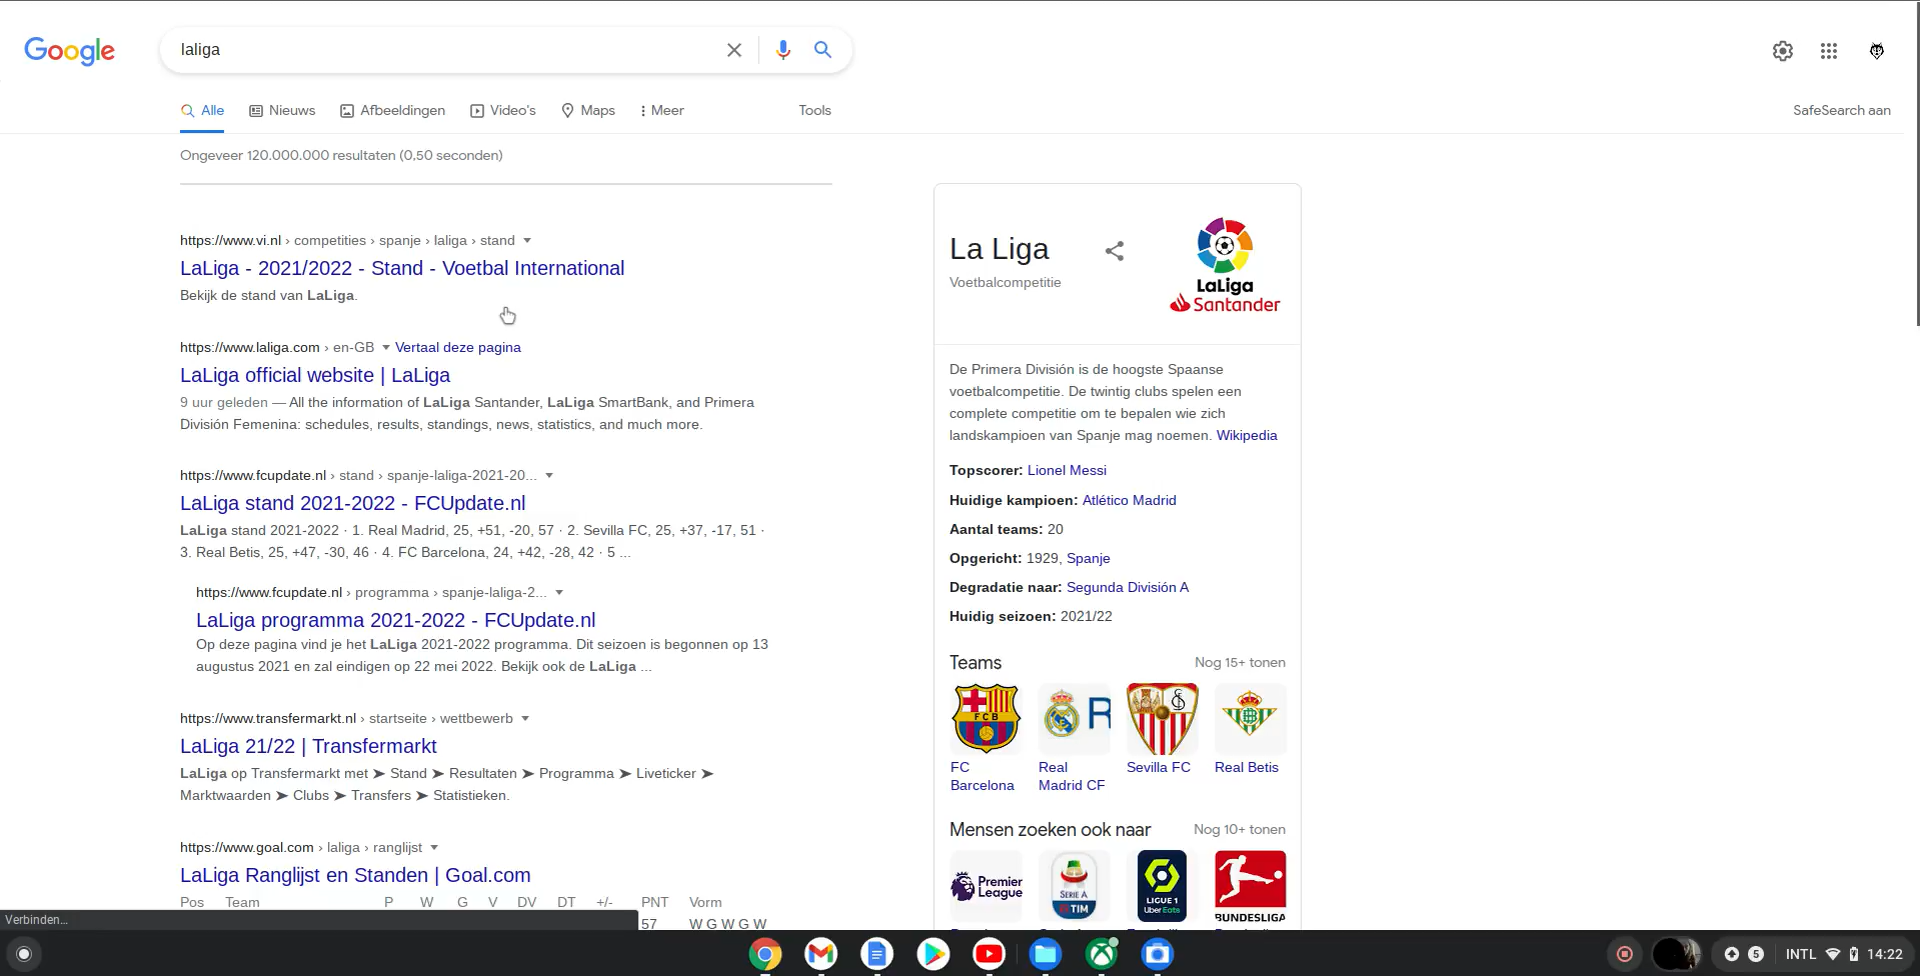 Google
laliga
Alle
Nieuws
Afbeeldingen
Video's
Maps
Meer
Tools
SafeSearch aan
Ongeveer 120.000.000 resultaten (0,50 seconden)
https://www.vi.nl › competities › spanje › laliga › stand
LaLiga - 2021/2022 - Stand - Voetbal International
Bekijk de stand van LaLiga.
https://www.laliga.com › en-GB Vertaal deze pagina
LaLiga official website | LaLiga
9 uur geleden — All the information of LaLiga Santander, LaLiga SmartBank, and Primera
División Femenina: schedules, results, standings, news, statistics, and much more.
https://www.fcupdate.nl › stand › spanje-laliga-2021-20...
LaLiga stand 2021-2022 - FCUpdate.nl
LaLiga stand 2021-2022 · 1. Real Madrid, 25, +51, -20, 57 · 2. Sevilla FC, 25, +37, -17, 51 ·
3. Real Betis, 25, +47, -30, 46 · 4. FC Barcelona, 24, +42, -28, 42 · 5 ...
https://www.fcupdate.nl › programma › spanje-laliga-2...
LaLiga programma 2021-2022 - FCUpdate.nl
Op deze pagina vind je het LaLiga 2021-2022 programma. Dit seizoen is begonnen op 13
augustus 2021 en zal eindigen op 22 mei 2022. Bekijk ook de LaLiga ...
https://www.transfermarkt.nl › startseite › wettbewerb
LaLiga 21/22 | Transfermarkt
LaLiga op Transfermarkt met ➤ Stand ➤ Resultaten ➤ Programma ➤ Liveticker ➤
Marktwaarden ➤ Clubs ➤ Transfers ➤ Statistieken.
https://www.goal.com › laliga › ranglijst
LaLiga Ranglijst en Standen | Goal.com
Pos Team P W G V DV DT +/- PNT Vorm
57 W G W G W
Verbinden...
La Liga
Voetbalcompetitie
LaLiga
Santander
De Primera División is de hoogste Spaanse
voetbalcompetitie. De twintig clubs spelen een
complete competitie om te bepalen wie zich
landskampioen van Spanje mag noemen. Wikipedia
Topscorer: Lionel Messi
Huidige kampioen: Atlético Madrid
Aantal teams: 20
Opgericht: 1929, Spanje
Degradatie naar: Segunda División A
Huidig seizoen: 2021/22
Teams
Nog 15+ tonen
FCB
R
FC
Barcelona
Real
Madrid CF
Sevilla FC
Real Betis
Mensen zoeken ook naar
Nog 10+ tonen
Premier
League
SERIE A
TIM
LIGUE 1
Uber Eats
BUNDESLIGA
5
INTL
14:22